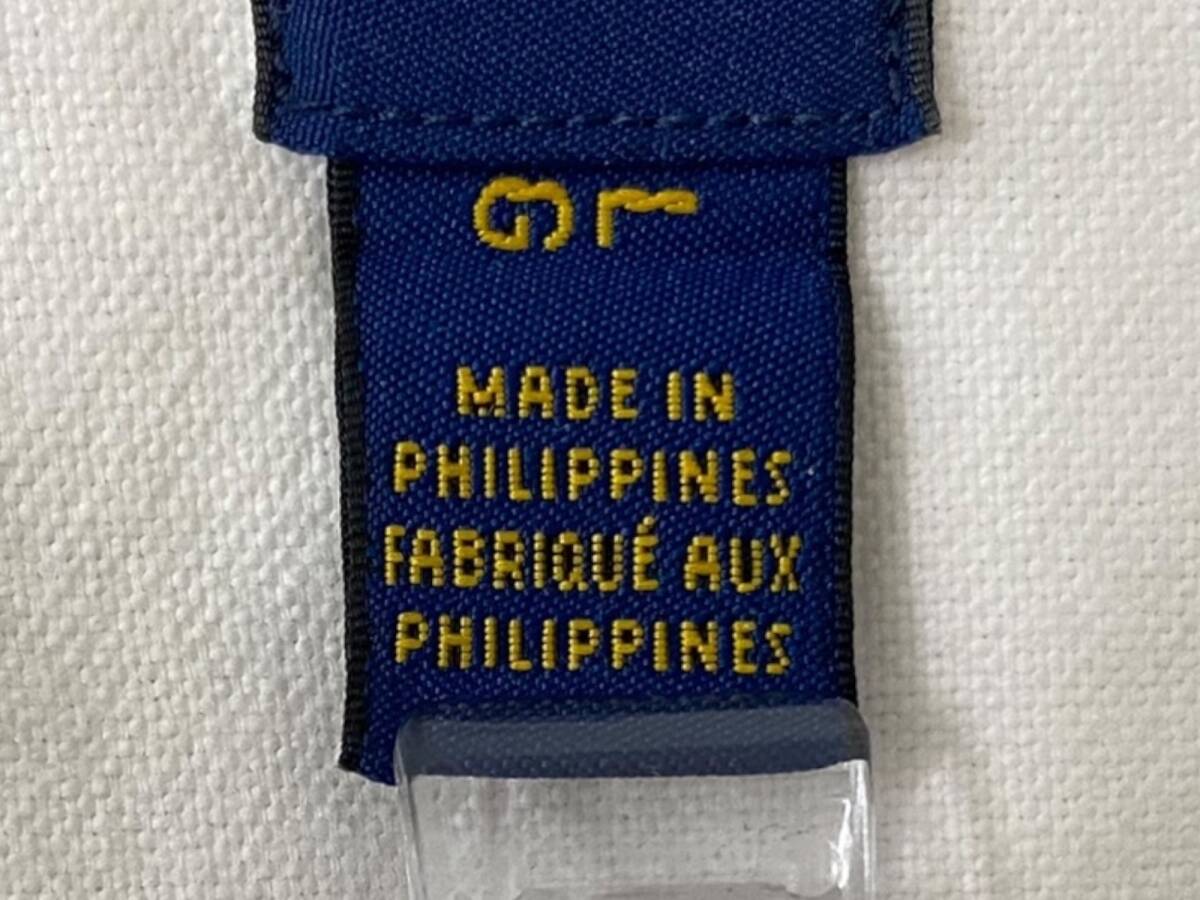 L
G
MADE IN
PHILIPPINES
FABRIQUÉ AUX
PHILIPPINES